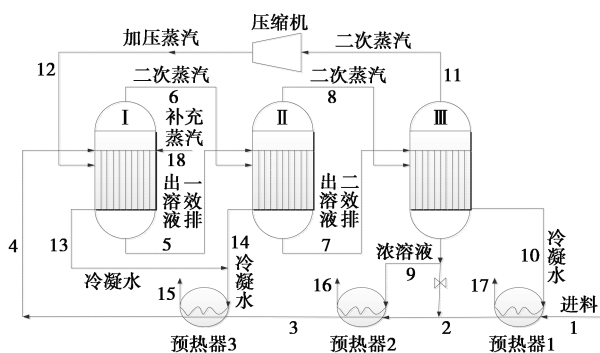 压缩机
加压蒸汽
二次蒸汽
12
二次蒸汽
二次蒸汽
11
6
8
Ⅰ
Ⅱ
Ⅲ
补充
蒸汽
18
出溶液
一效排
出溶液
二效排
4
13
5
14
7
浓溶液
9
10
冷凝水
冷凝水
冷凝水
15
16
17
进料
3
2
1
预热器3
预热器2
预热器1